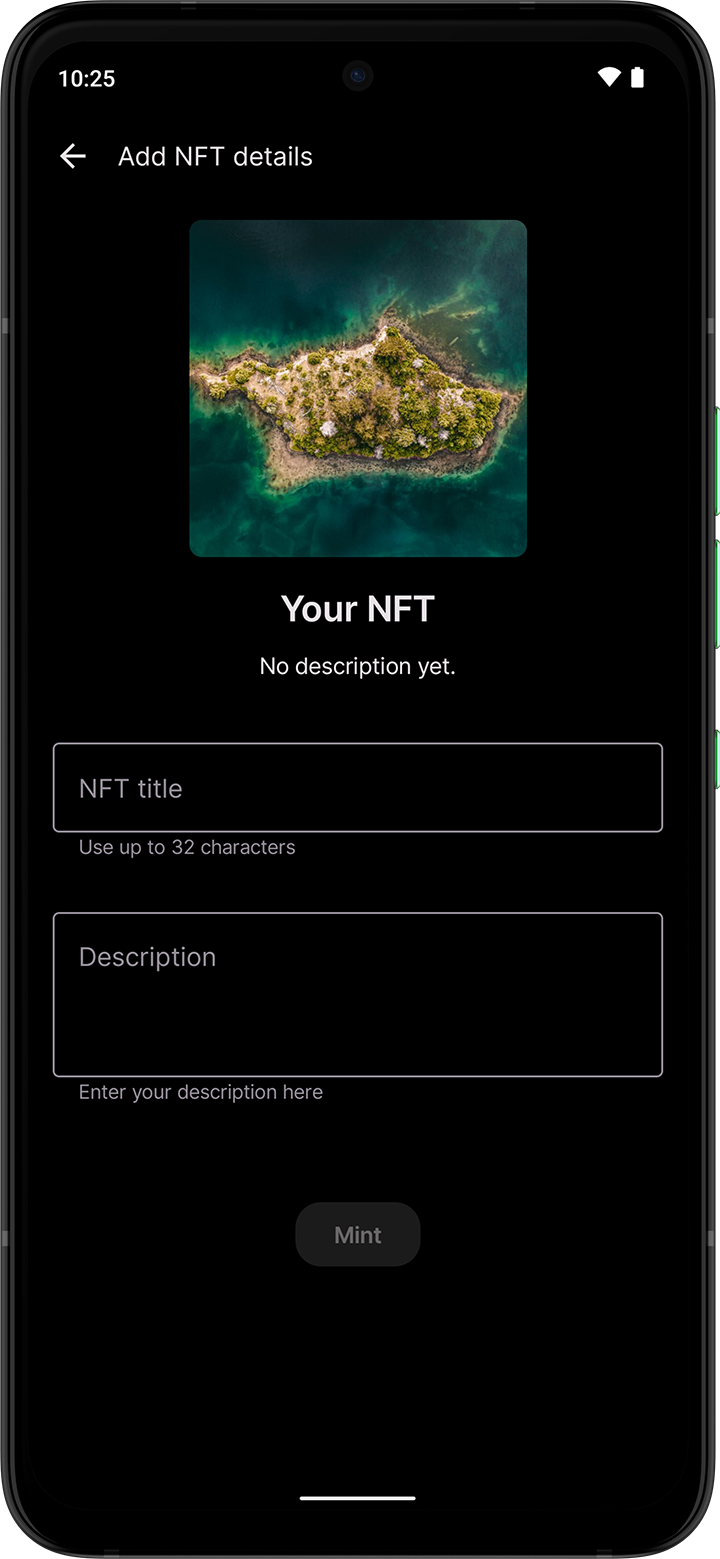 10:25
Add NFT details
Your NFT
No description yet.
NFT title
Use up to 32 characters
Description
Enter your description here
Mint